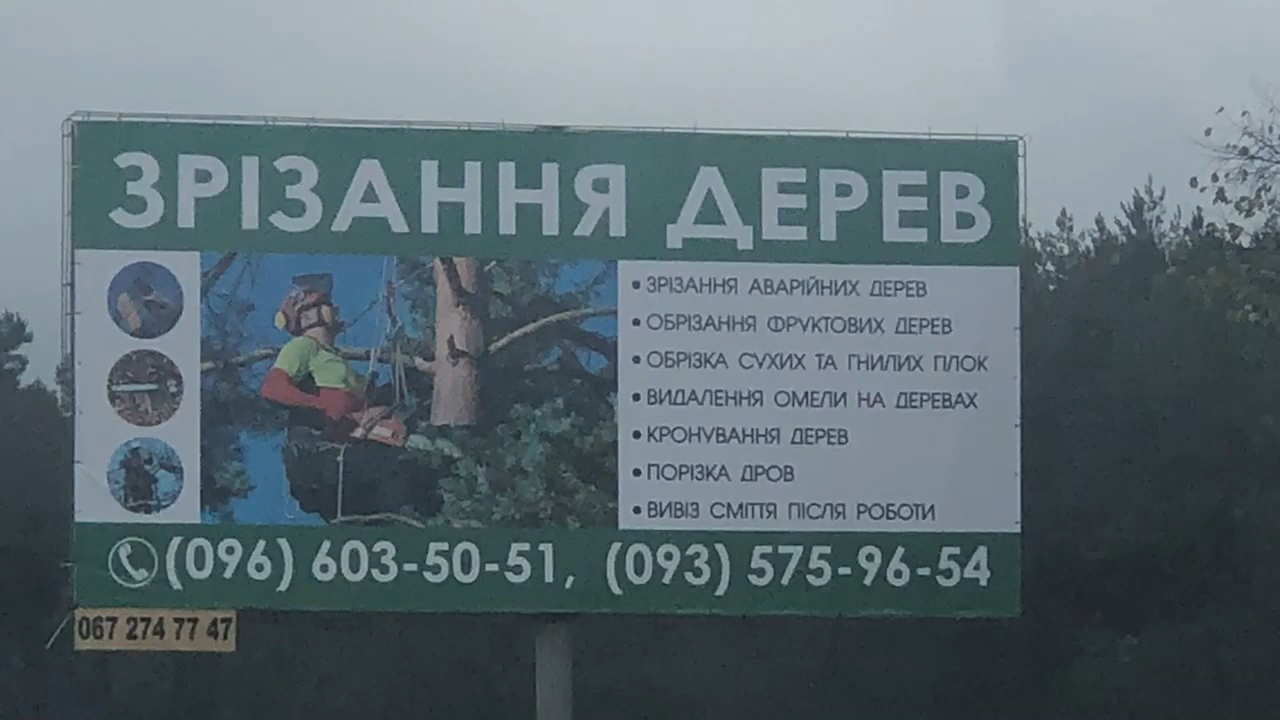 ЗРІЗАННЯ ДЕРЕВ
• ЗРІЗАННЯ АВАРІЙНИХ ДЕРЕВ
• ОБРІЗАННЯ ФРУКТОВИХ ДЕРЕВ
• ОБРІЗКА СУХИХ ТА ГНИЛИХ ГІЛОК
• ВИДАЛЕННЯ ОМЕЛИ НА ДЕРЕВАХ
• КРОНУВАННЯ ДЕРЕВ
• ПОРІЗКА ДРОВ
• ВИВІЗ СМІТТЯ ПІСЛЯ РОБОТИ
(096) 603-50-51, (093) 575-96-54
067 274 77 47